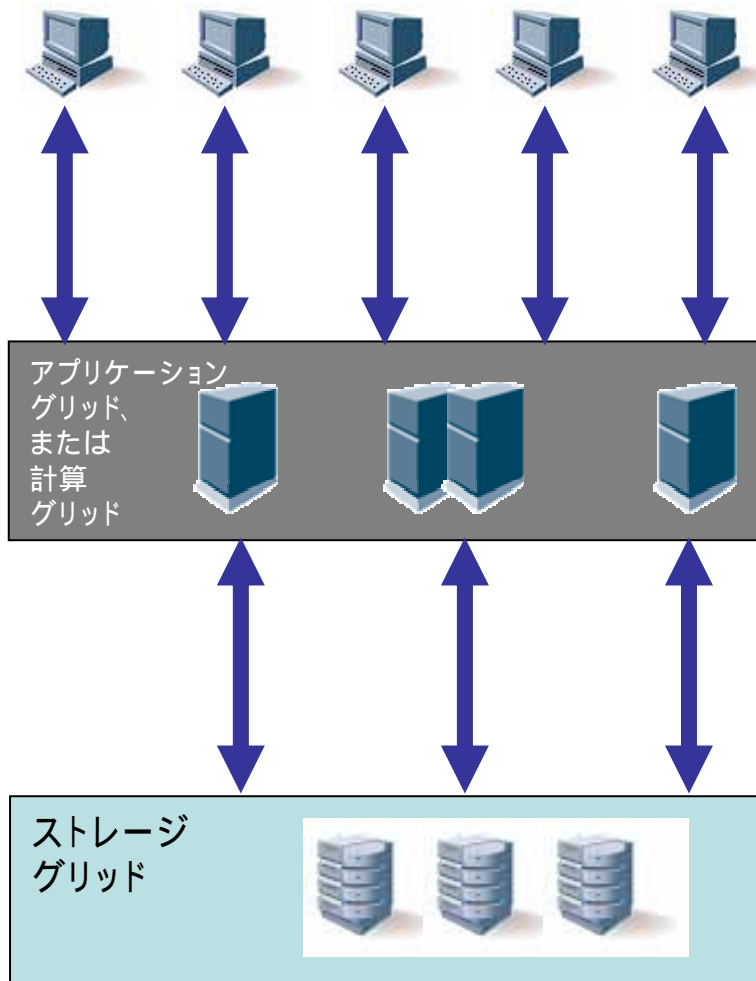 アプリケーション
グリッド、
または
計算
グリッド
ストレージ
グリッド